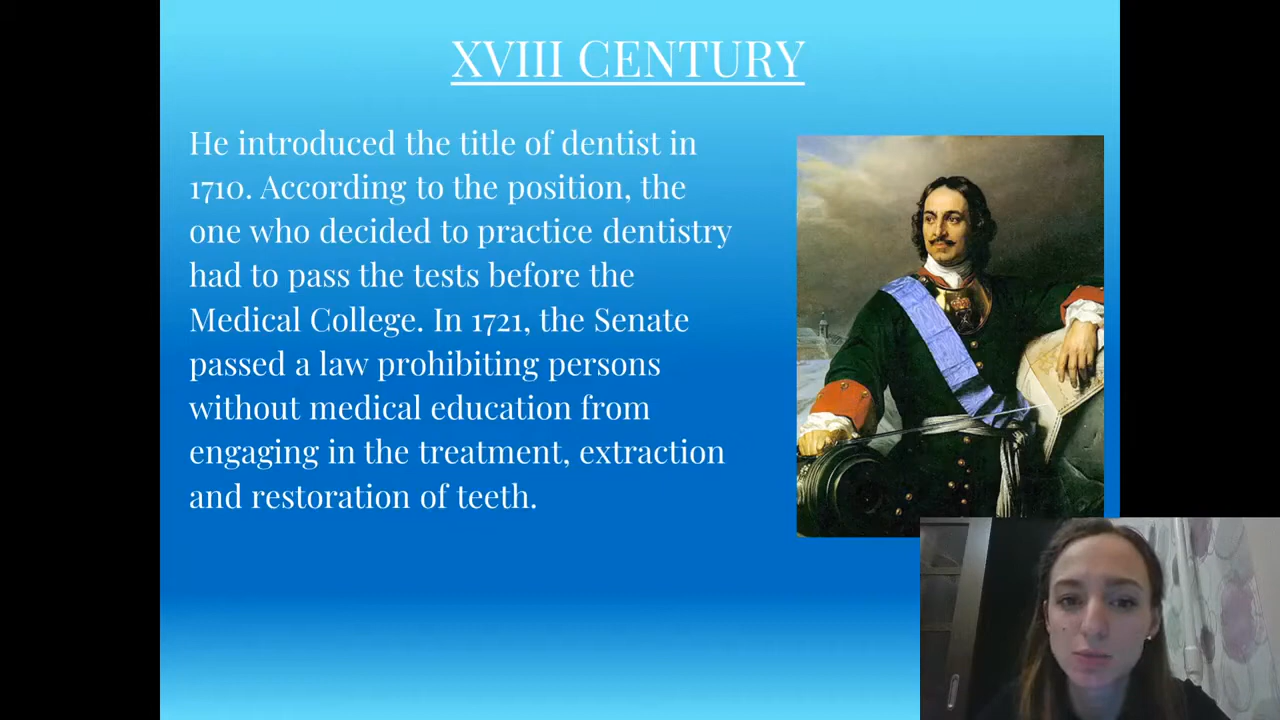 XVIII CENTURY
He introduced the title of dentist in
1710. According to the position, the
one who decided to practice dentistry
had to pass the tests before the
Medical College. In 1721, the Senate
passed a law prohibiting persons
without medical education from
engaging in the treatment, extraction
and restoration of teeth.